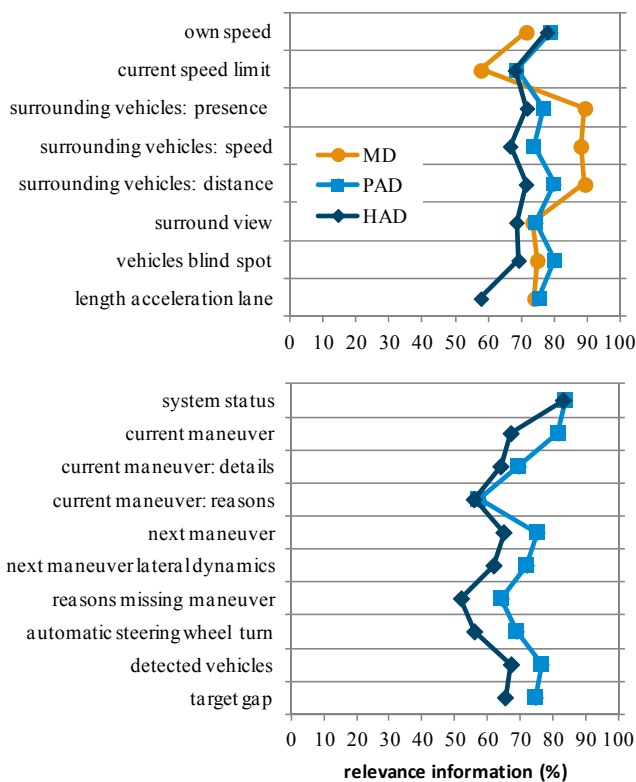 own speed
current speed limit
surrounding vehicles: presence
surrounding vehicles: speed
surrounding vehicles: distance
surround view
vehicles blind spot
length acceleration lane
MD
PAD
HAD
0 10 20 30 40 50 60 70 80 90 100
system status
current maneuver
current maneuver: details
current maneuver: reasons
next maneuver
next maneuver lateral dynamics
reasons missing maneuver
automatic steering wheel turn
detected vehicles
target gap
0 10 20 30 40 50 60 70 80 90 100
relevance information (%)